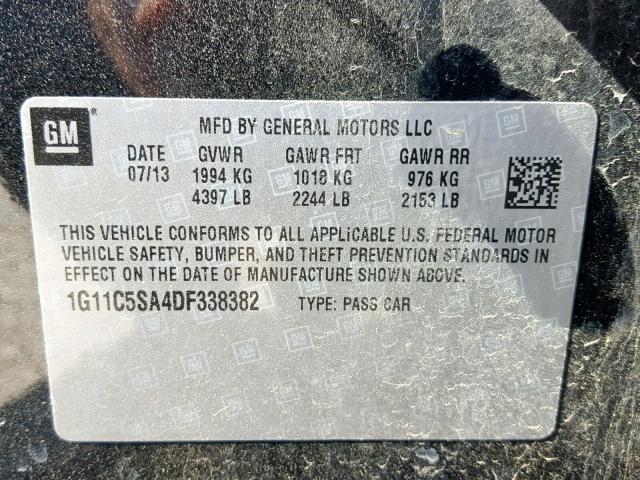 GM ®
MFD BY GENERAL MOTORS LLC
DATE GVWR GAWR FRT GAWR RR
07/13 1994 KG 1018 KG 976 KG
4397 LB 2244 LB 2153 LB
THIS VEHICLE CONFORMS TO ALL APPLICABLE U.S. FEDERAL MOTOR
VEHICLE SAFETY, BUMPER, AND THEFT PREVENTION STANDARDS IN
EFFECT ON THE DATE OF MANUFACTURE SHOWN ABOVE.
1G11C5SA4DF338382 TYPE: PASS CAR